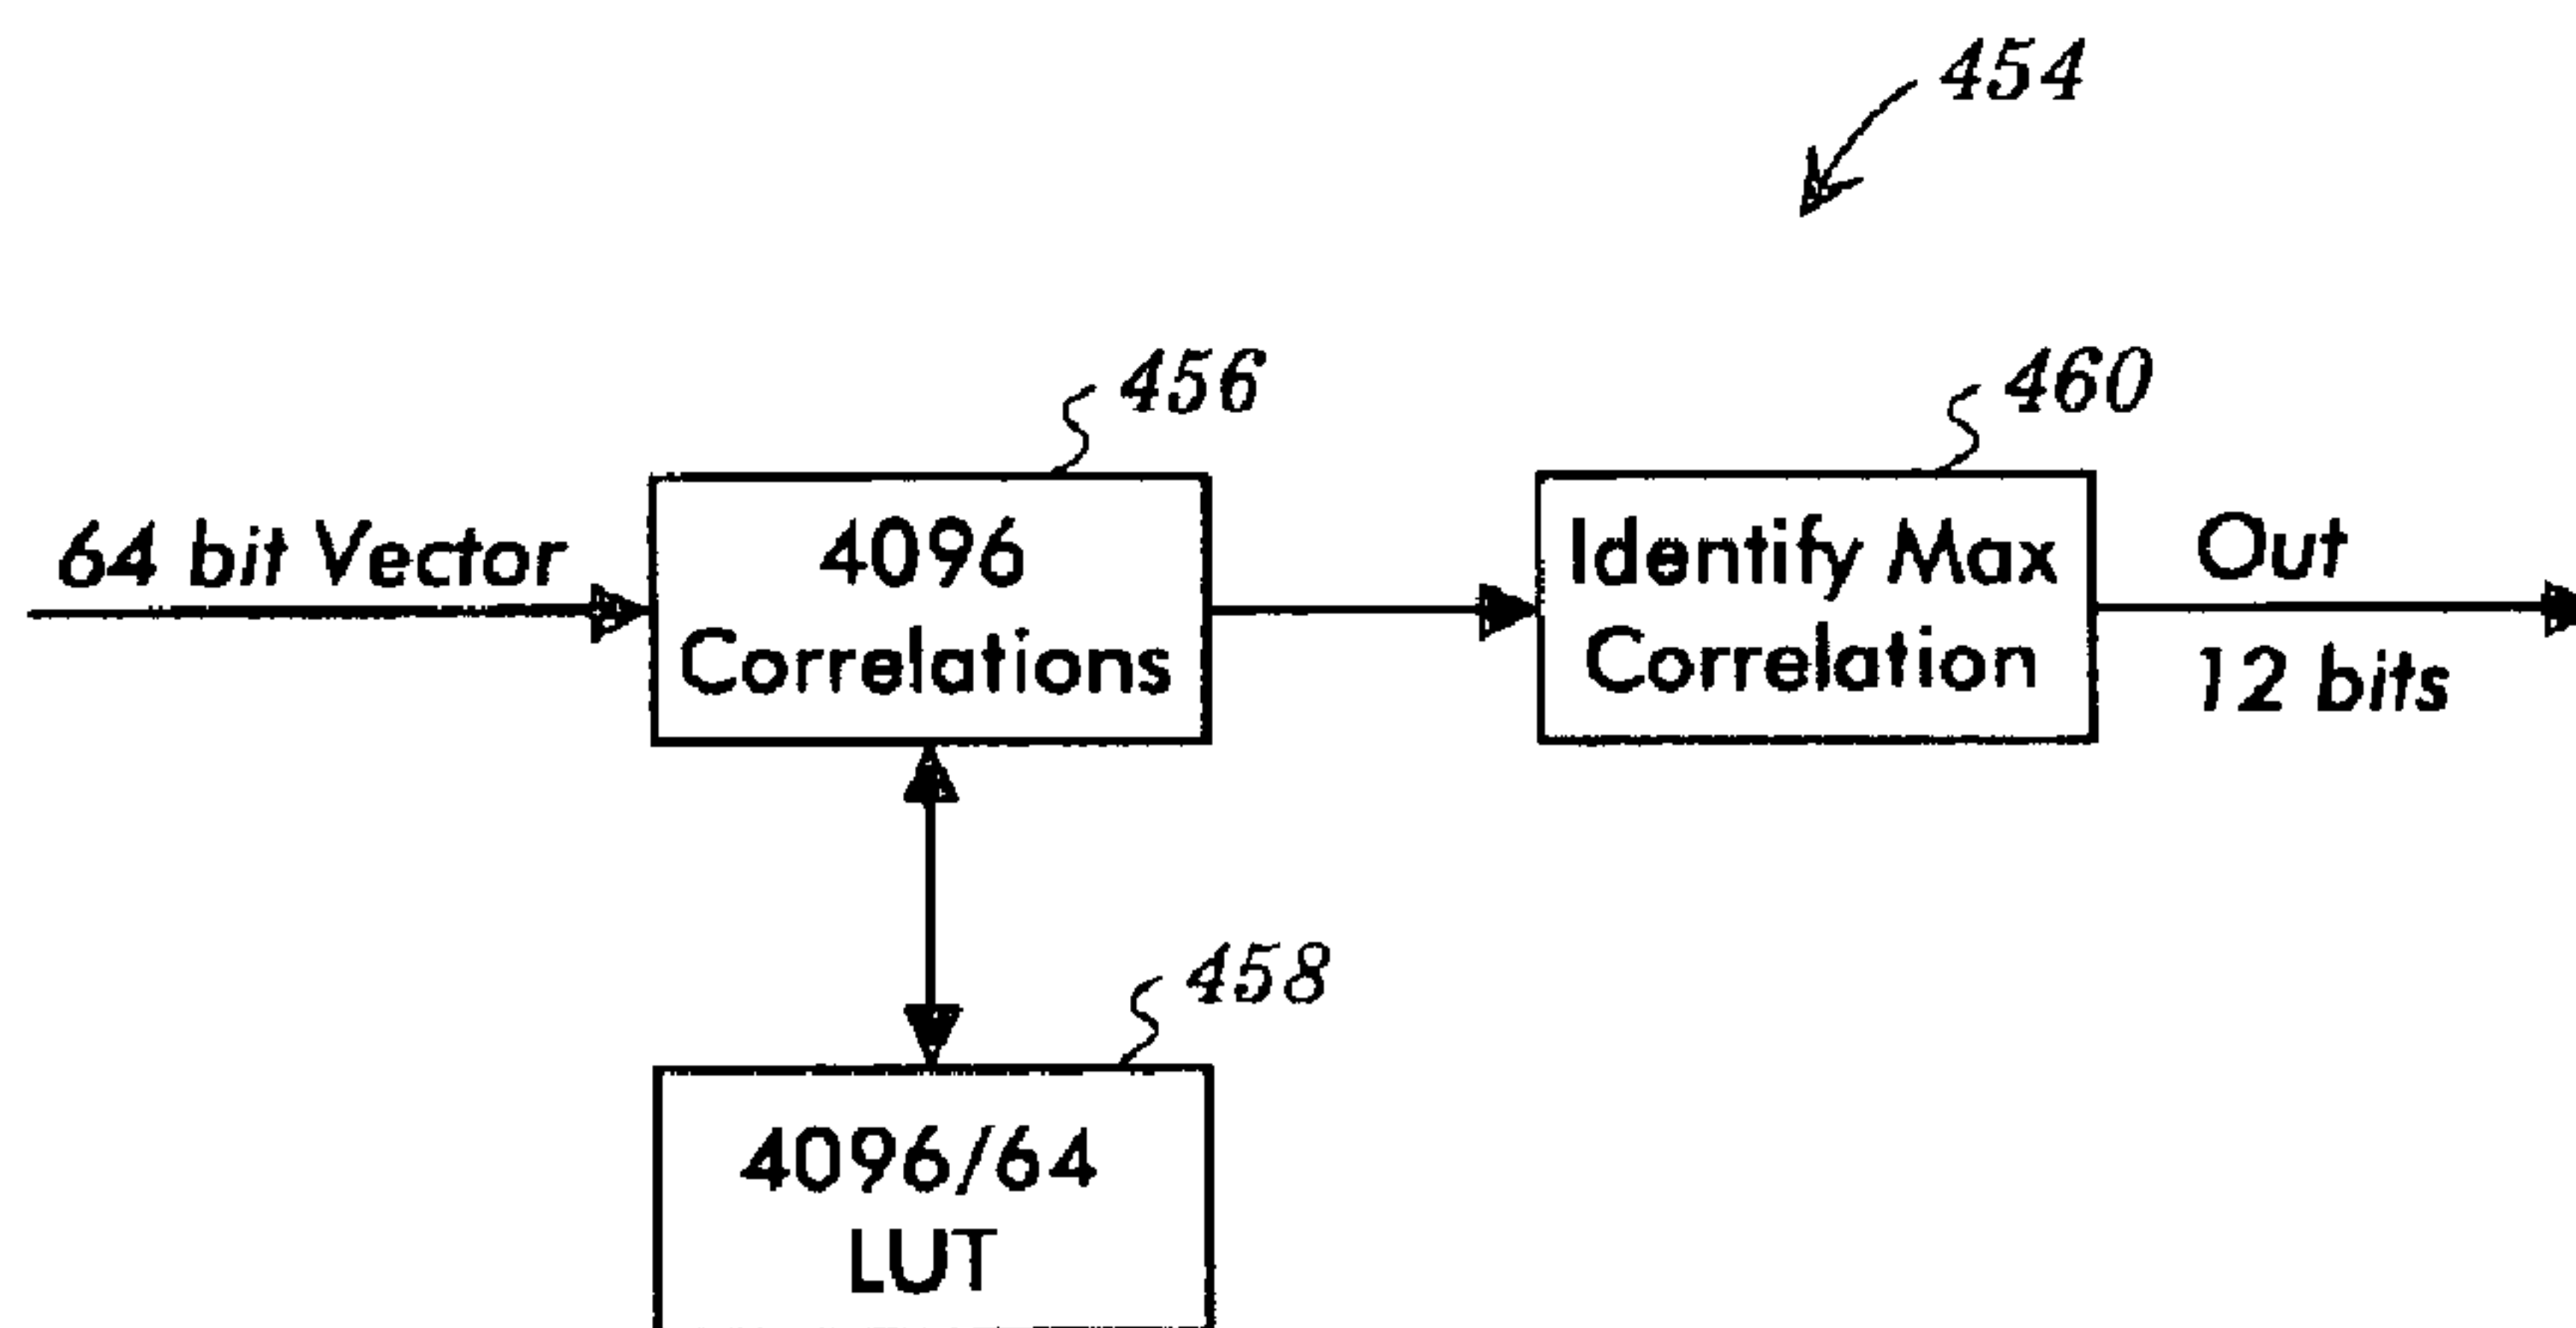 454
456
460
64 bit Vector
4096
Correlations
Identify Max
Correlation
Out
12 bits
458
4096/64
LUT